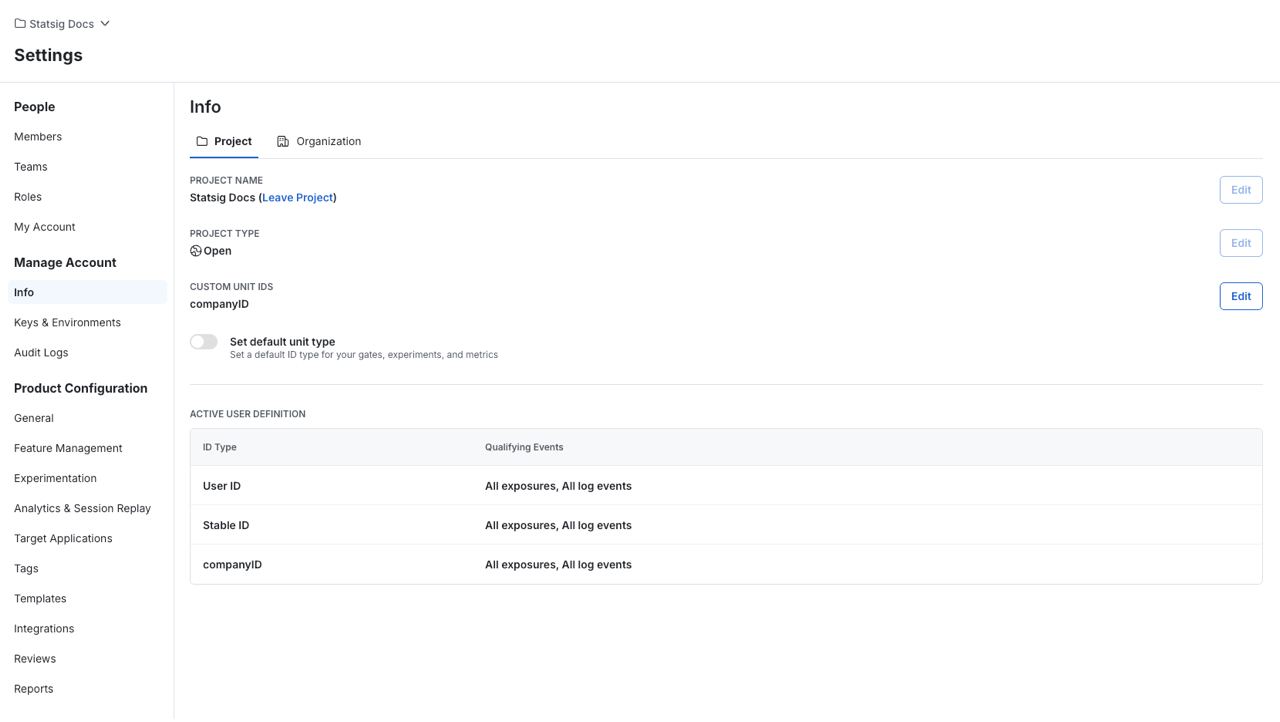 Statsig Docs
Settings
People
Members
Teams
Roles
My Account
Manage Account
Info
Keys & Environments
Audit Logs
Product Configuration
General
Feature Management
Experimentation
Analytics & Session Replay
Target Applications
Tags
Templates
Integrations
Reviews
Reports
Info
Project Organization
PROJECT NAME
Statsig Docs (Leave Project)
Edit
PROJECT TYPE
Open
Edit
CUSTOM UNIT IDS
companyID
Edit
Set default unit type
Set a default ID type for your gates, experiments, and metrics
ACTIVE USER DEFINITION
ID Type Qualifying Events
User ID All exposures, All log events
Stable ID All exposures, All log events
companyID All exposures, All log events